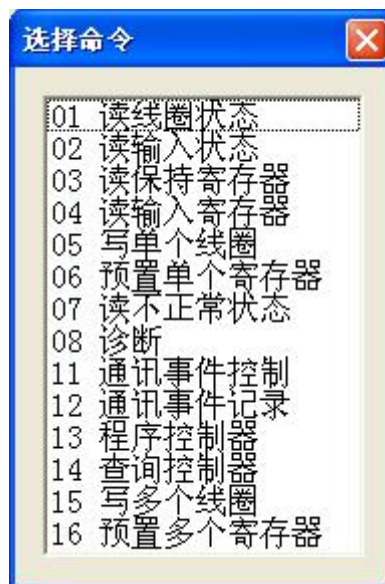 选择命令
01 读线圈状态
02 读输入状态
03 读保持寄存器
04 读输入寄存器
05 写单个线圈
06 预置单个寄存器
07 读不正常状态
08 诊断
11 通讯事件控制
12 通讯事件记录
13 程序控制器
14 查询控制器
15 写多个线圈
16 预置多个寄存器